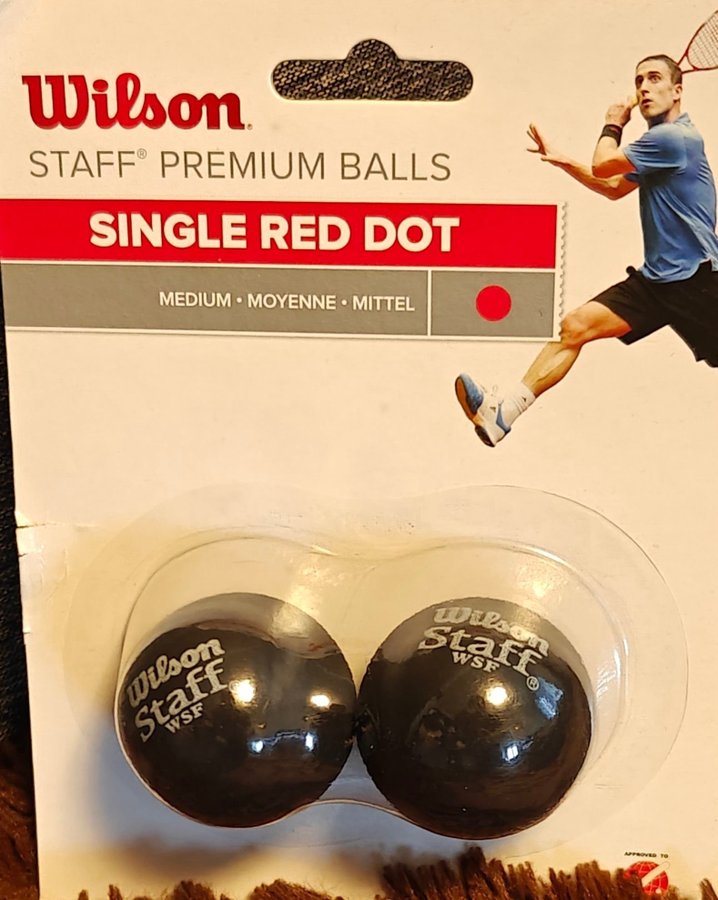 Wilson.
STAFF® PREMIUM BALLS
SINGLE RED DOT
MEDIUM • MOYENNE • MITTEL
Wilson
Staff
WSF
Wilson
Staff®
WSF
APPROVED TO